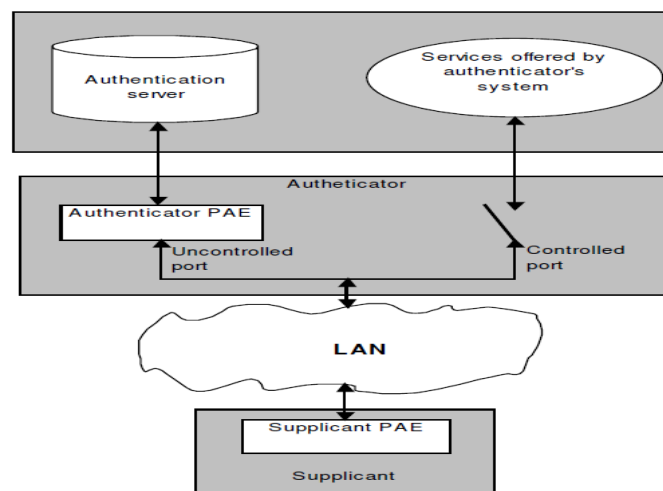 Authentication
server
Services offered by
authenticator's
system
Autheticator
Authenticator PAE
Uncontrolled
port
Controlled
port
LAN
Supplicant PAE
Supplicant